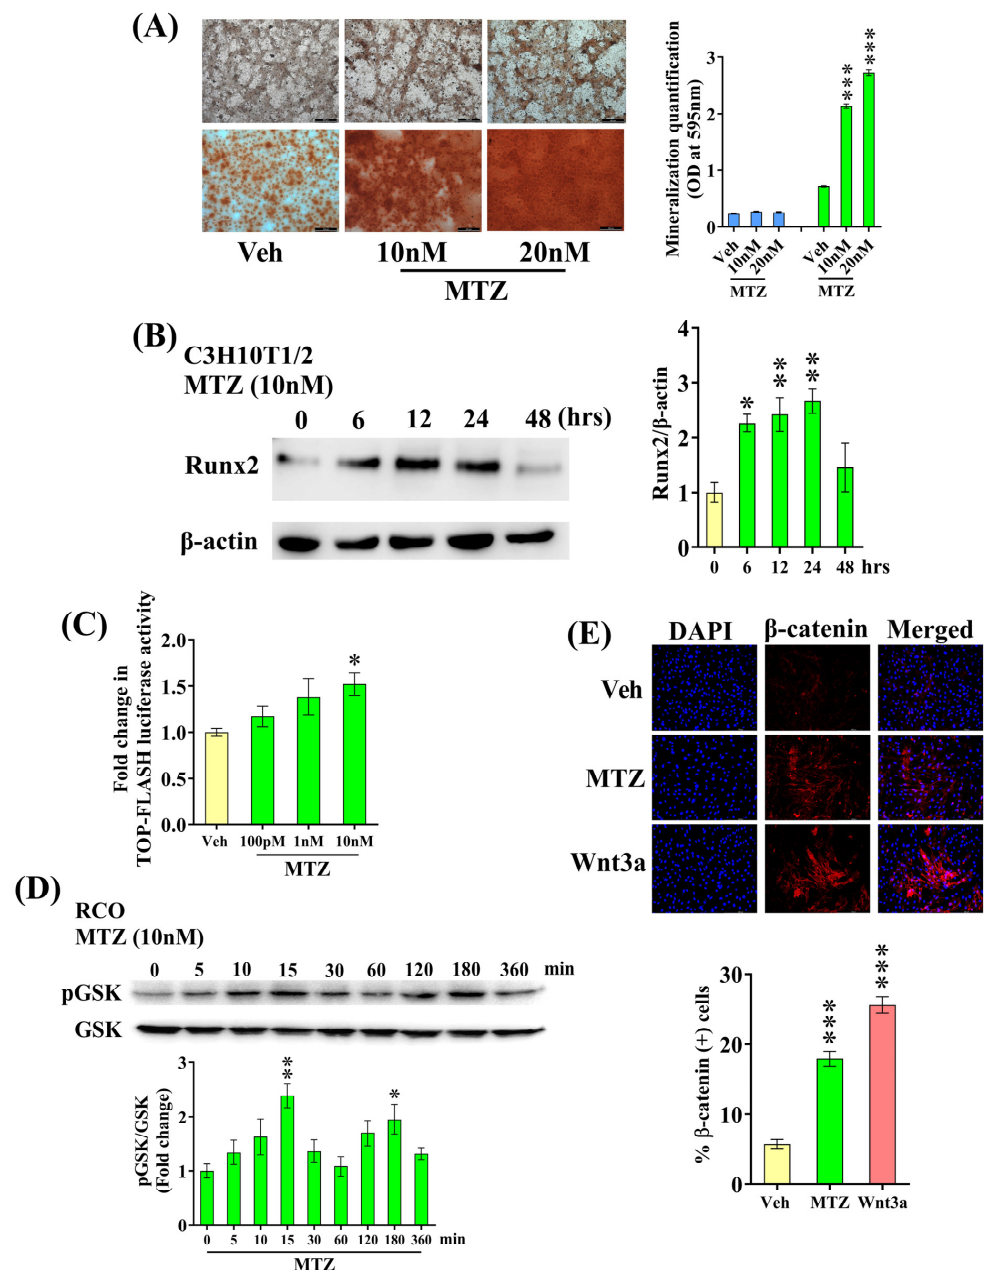 (A)
Veh
10nM
20nM
MTZ
Mineralization quantification
(OD at 595nm)
3
2
1
0
***
***
Veh
10nM
20nM
MTZ
Veh
10nM
20nM
MTZ
(B)
C3H10T1/2
MTZ (10nM)
0 6 12 24 48 (hrs)
Runx2
β-actin
Runx2/β-actin
4
3
2
1
0
*
**
**
0 6 12 24 48 hrs
(C)
Fold change in
TOP-FLASH luciferase activity
2.0
1.5
1.0
0.5
0.0
*
Veh 100pM 1nM 10nM
MTZ
(D)
RCO
MTZ (10nM)
0 5 10 15 30 60 120 180 360 min
pGSK
GSK
pGSK/GSK
(Fold change)
3
2
1
0
**
*
0 5 10 15 30 60 120 180 360 min
MTZ
(E)
DAPI β-catenin Merged
Veh
MTZ
Wnt3a
% β-catenin (+) cells
30
20
10
0
***
***
Veh MTZ Wnt3a